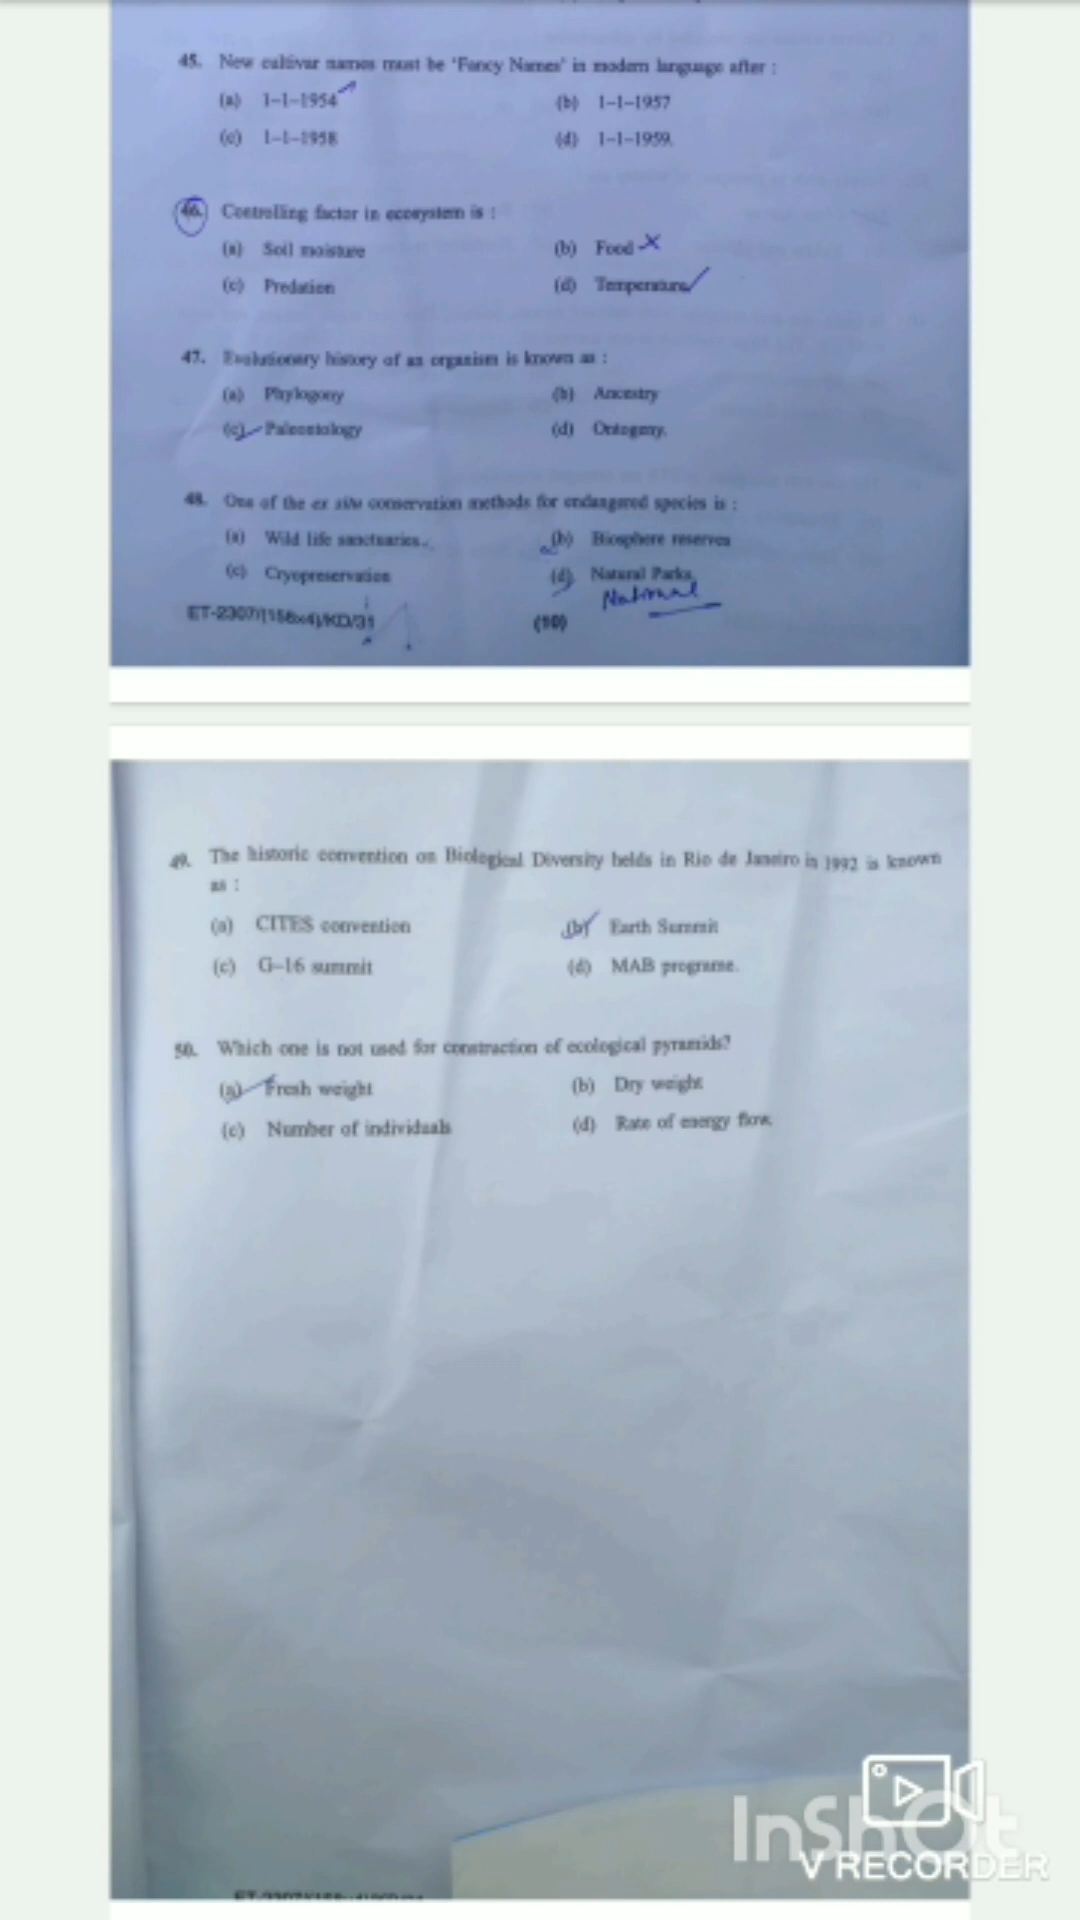 45. New cultivar names must be 'Fancy Names' in modern language after :
(a) 1-1-1954 (b) 1-1-1957
(c) 1-1-1958 (d) 1-1-1959.
46. Controlling factor in ecosystem is :
(a) Soil moisture (b) Food
(c) Predation (d) Temperature
47. Evolutionary history of an organism is known as :
(a) Phylogony (b) Ancestry
(c) Paleontology (d) Ontogeny.
48. One of the ex situ conservation methods for endangered species is :
(a) Wild life sanctuaries (b) Biosphere reserves
(c) Cryopreservation (d) Natural Parks.
National
ET-2307/(158x4)/KD/31 (10)
49. The historic convention on Biological Diversity helds in Rio de Janeiro in 1992 is known
as :
(a) CITES convention (b) Earth Summit
(c) G-16 summit (d) MAB programe.
50. Which one is not used for construction of ecological pyramids?
(a) Fresh weight (b) Dry weight
(c) Number of individuals (d) Rate of energy flow.
InShOt
V RECORDER